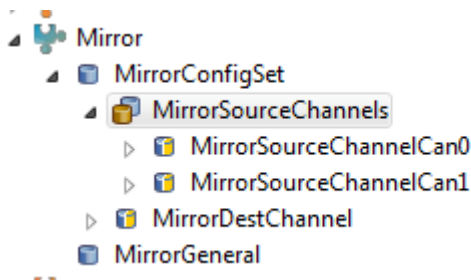 Mirror
MirrorConfigSet
MirrorSourceChannels
MirrorSourceChannelCan0
MirrorSourceChannelCan1
MirrorDestChannel
MirrorGeneral